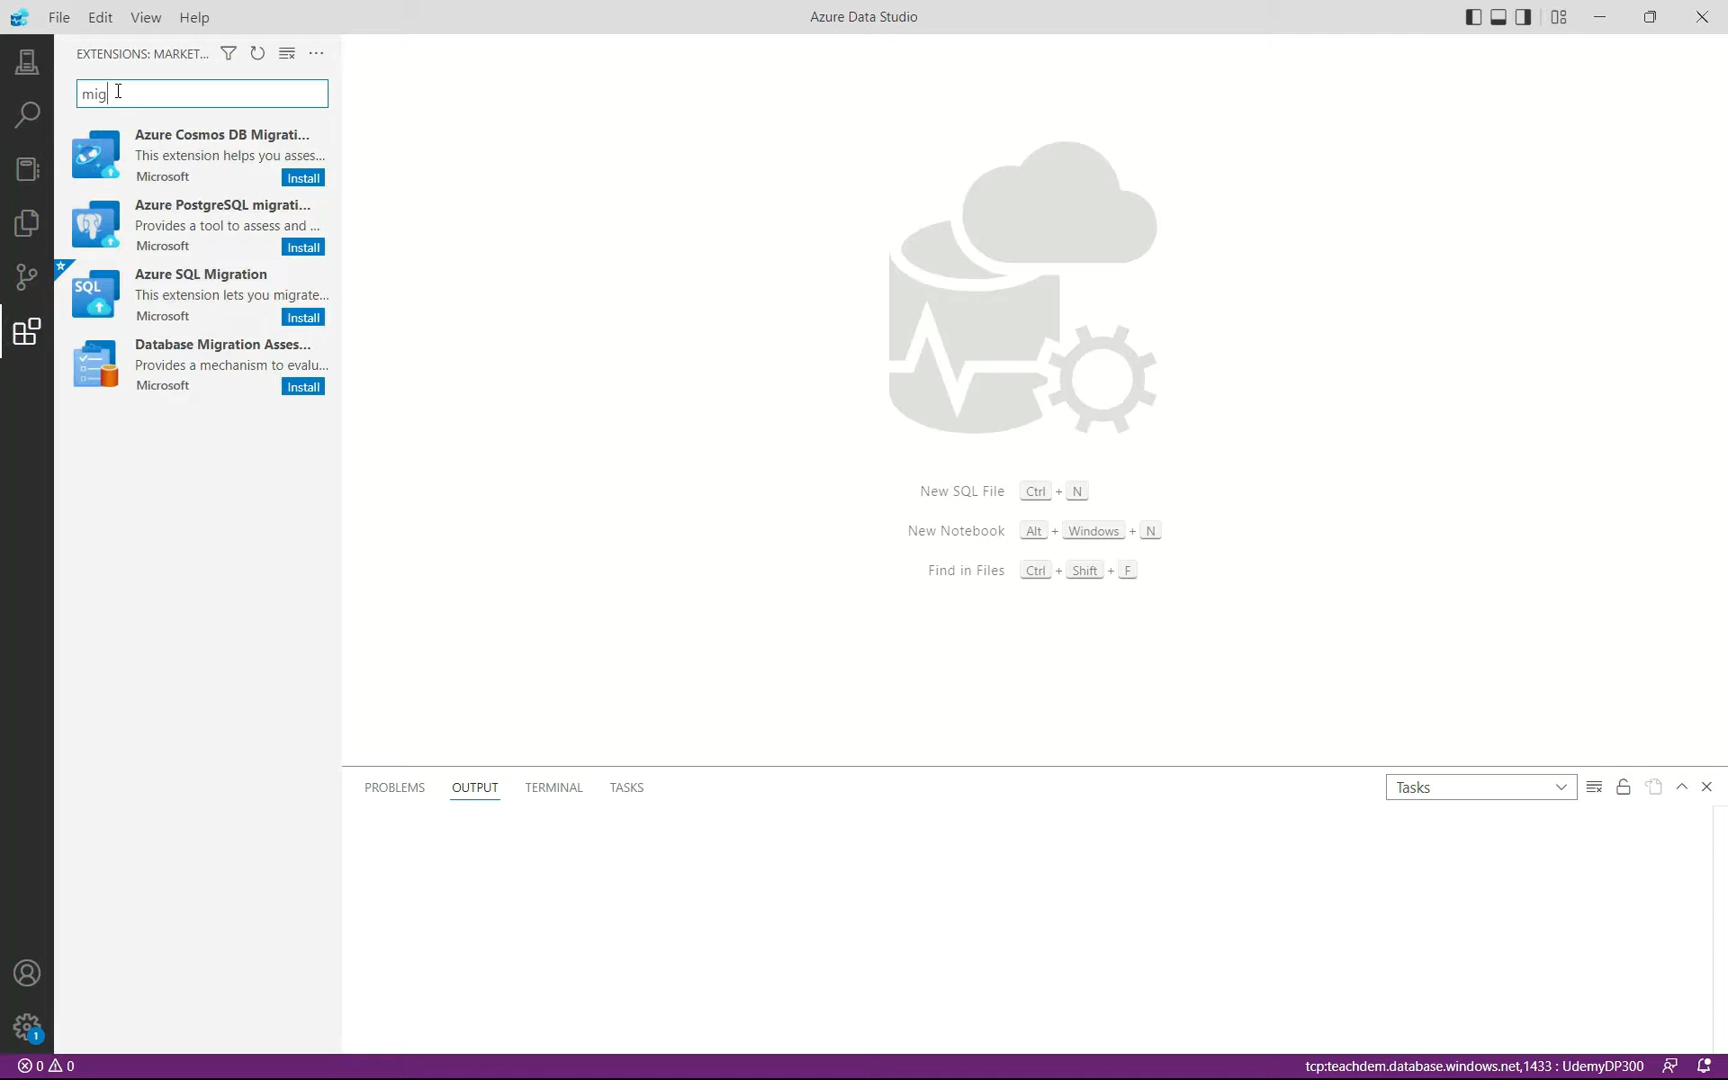 File Edit View Help
Azure Data Studio
EXTENSIONS: MARKET...
mig
Azure Cosmos DB Migrati...
This extension helps you asses...
Microsoft
Install
Azure PostgreSQL migrati...
Provides a tool to assess and ...
Microsoft
Install
SQL
Azure SQL Migration
This extension lets you migrate...
Microsoft
Install
Database Migration Asses...
Provides a mechanism to evalu...
Microsoft
Install
New SQL File Ctrl + N
New Notebook Alt + Windows + N
Find in Files Ctrl + Shift + F
PROBLEMS OUTPUT TERMINAL TASKS
Tasks
1
0 0
tcp:teachdem.database.windows.net,1433 : UdemyDP300